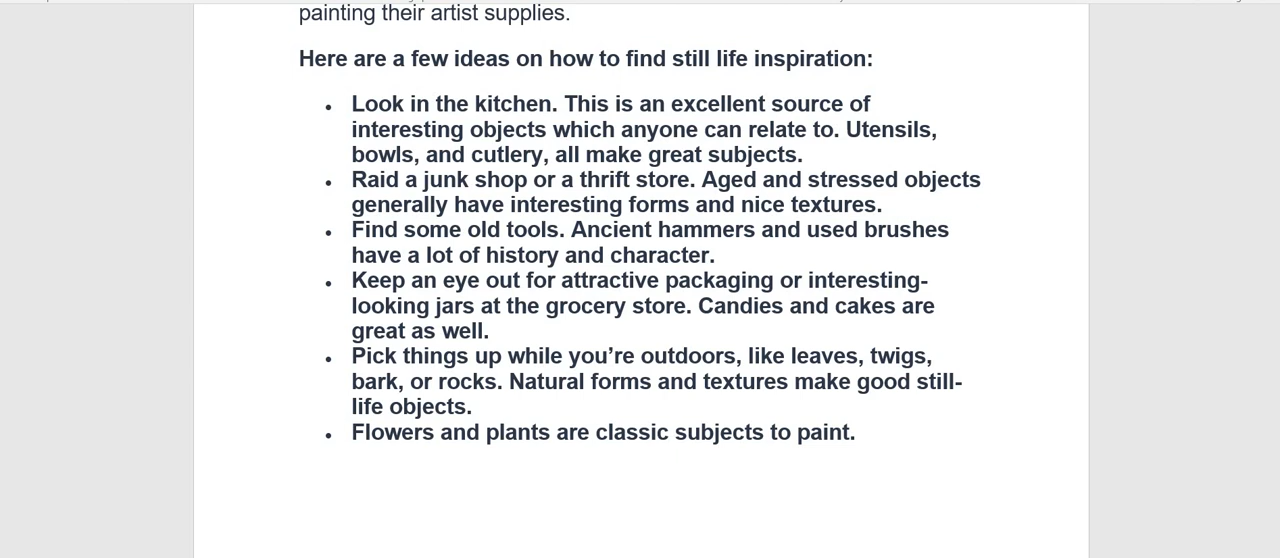 painting their artist supplies.
Here are a few ideas on how to find still life inspiration:
• Look in the kitchen. This is an excellent source of
interesting objects which anyone can relate to. Utensils,
bowls, and cutlery, all make great subjects.
• Raid a junk shop or a thrift store. Aged and stressed objects
generally have interesting forms and nice textures.
• Find some old tools. Ancient hammers and used brushes
have a lot of history and character.
• Keep an eye out for attractive packaging or interesting-
looking jars at the grocery store. Candies and cakes are
great as well.
• Pick things up while you’re outdoors, like leaves, twigs,
bark, or rocks. Natural forms and textures make good still-
life objects.
• Flowers and plants are classic subjects to paint.